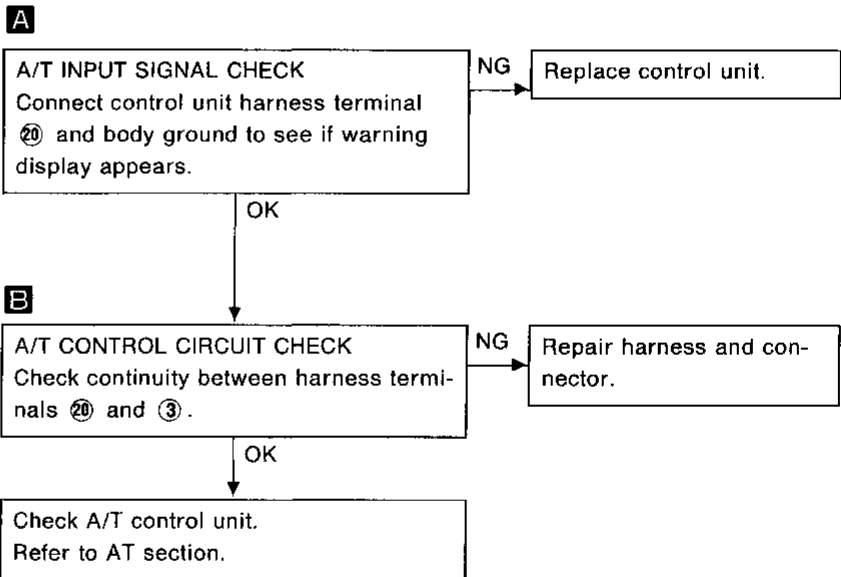 A
A/T INPUT SIGNAL CHECK
Connect control unit harness terminal
⑳ and body ground to see if warning
display appears.
NG
Replace control unit.
OK
B
A/T CONTROL CIRCUIT CHECK
Check continuity between harness termi-
nals ⑳ and ③.
NG
Repair harness and con-
nector.
OK
Check A/T control unit.
Refer to AT section.